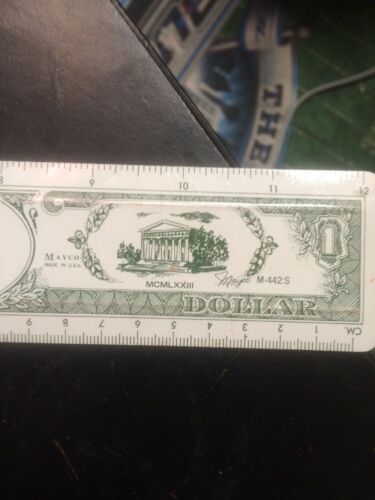 8 9 10 11 12
MAYCO
MADE IN U.S.A.
MCMLXXIII
Mayco M-442:S
1
DOLLAR
9 8 7 6 5 4 3 2 1 CM.
THE